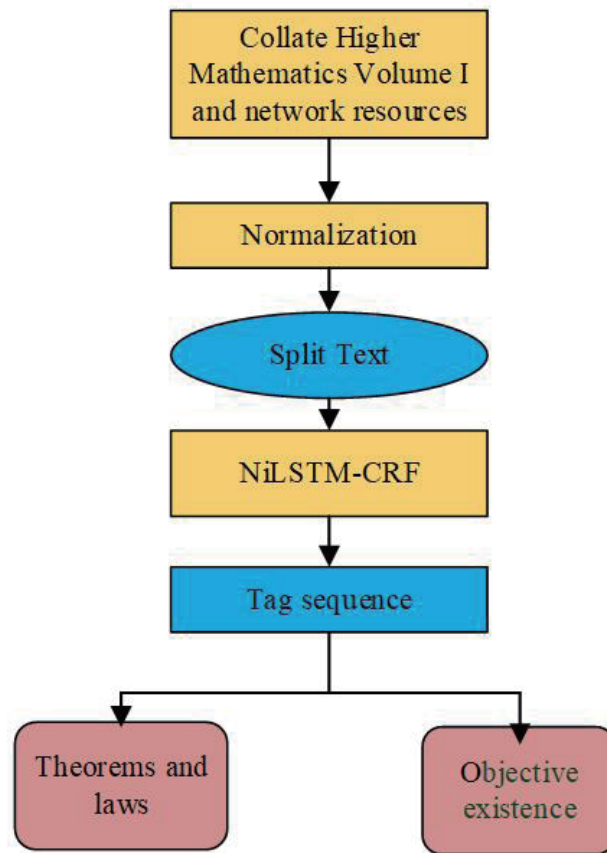 Collate Higher
Mathematics Volume I
and network resources
Normalization
Split Text
NiLSTM-CRF
Tag sequence
Theorems and
laws
Objective
existence